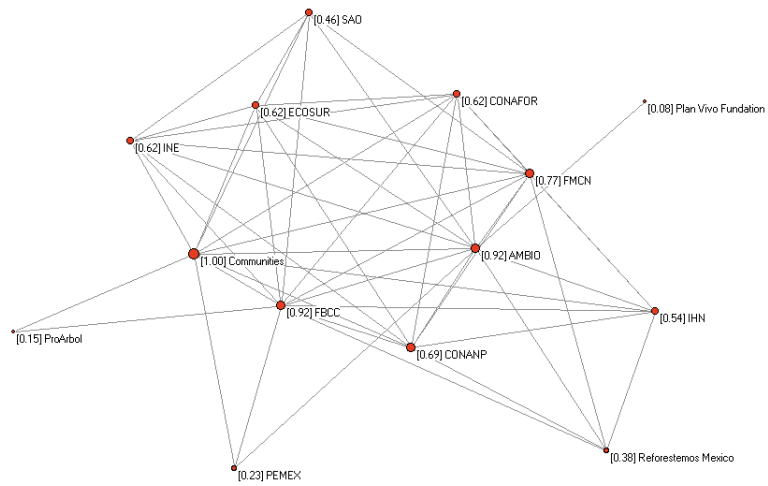 [0.46] SAO
[0.62] CONAFOR
[0.08] Plan Vivo Fundation
[0.62] ECOSUR
[0.62] INE
[0.77] FMCN
[0.92] AMBIO
[1.00] Communities
[0.92] FBCC
[0.54] IHN
[0.15] ProArbol
[0.69] CONANP
[0.38] Reforestemos Mexico
[0.23] PEMEX